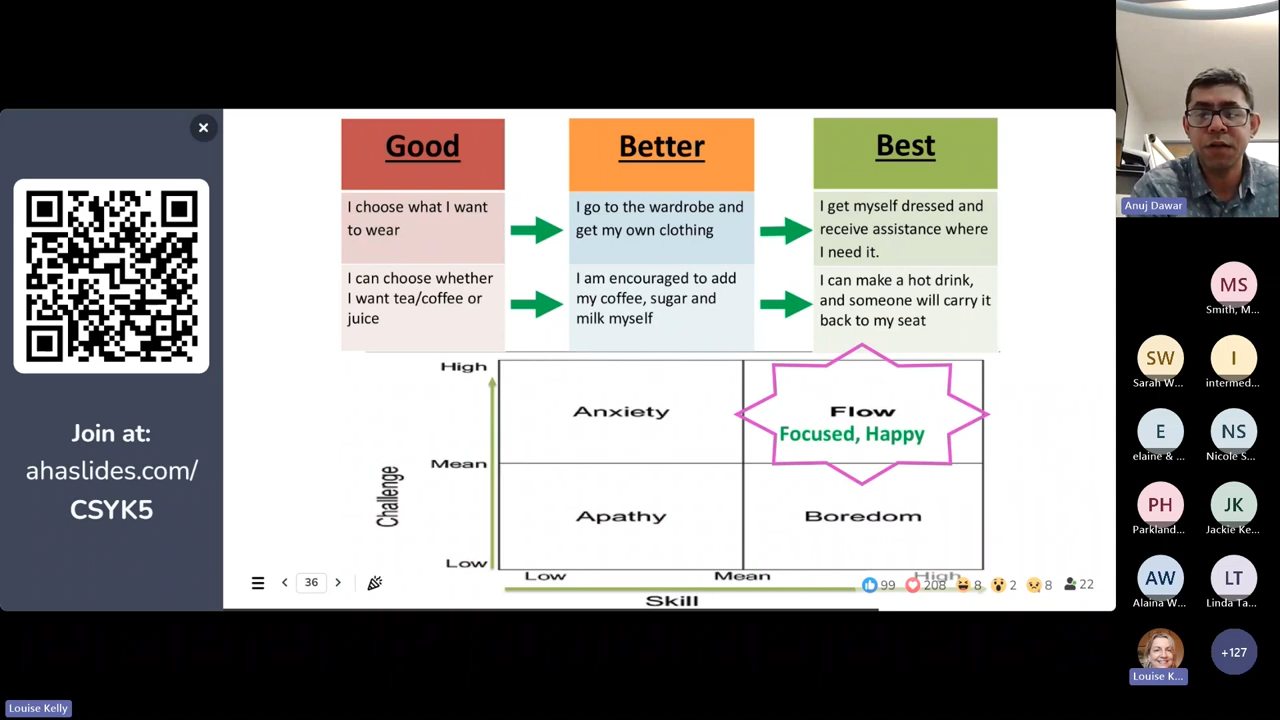 Join at:
ahaslides.com/
CSYK5
Good
Better
Best
I choose what I want
to wear
I go to the wardrobe and
get my own clothing
I get myself dressed and
receive assistance where
I need it.
I can choose whether
I want tea/coffee or
juice
I am encouraged to add
my coffee, sugar and
milk myself
I can make a hot drink,
and someone will carry it
back to my seat
High
Anxiety
Flow
Focused, Happy
Mean
Challenge
Apathy
Boredom
Low
Low
Mean
High
Skill
36
99
208
8
2
8
22
Anuj Dawar
MS
Smith, M...
SW
Sarah W...
I
intermed...
E
elaine & ...
NS
Nicole S...
PH
Parkland...
JK
Jackie Ke...
AW
Alaina W...
LT
Linda Ta...
Louise K...
+127
Louise Kelly